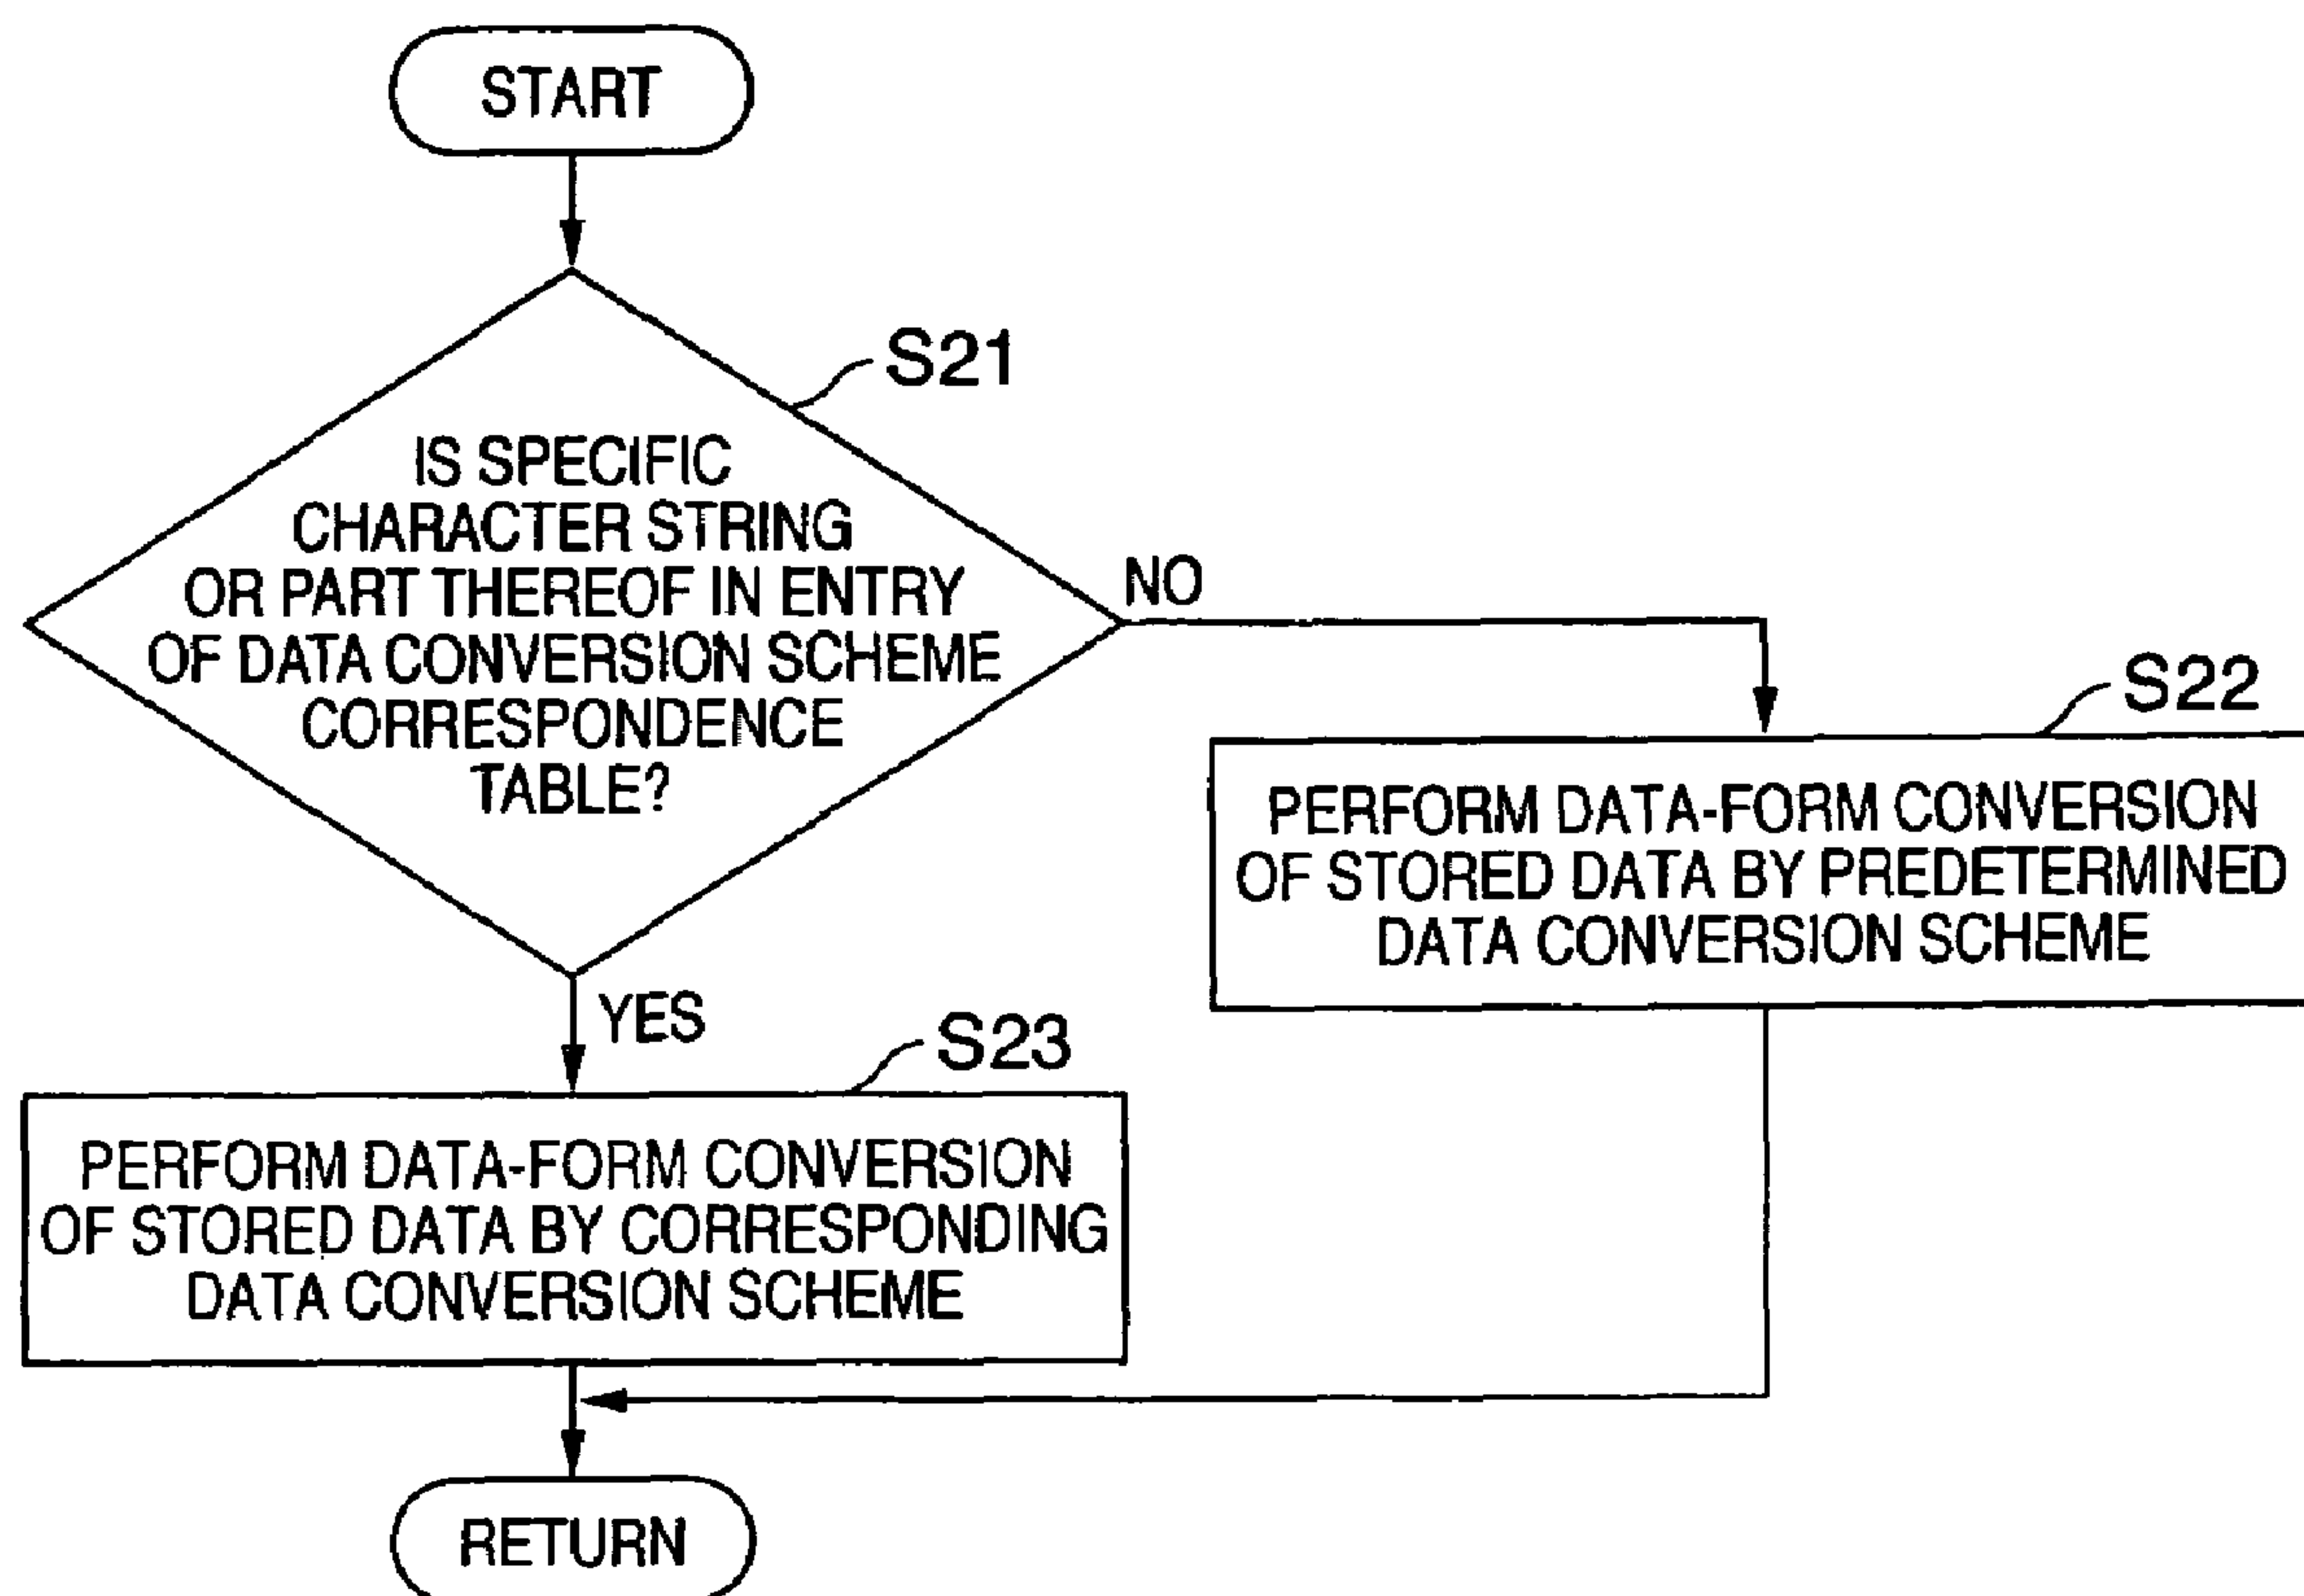 START
S21
IS SPECIFIC
CHARACTER STRING
OR PART THEREOF IN ENTRY
OF DATA CONVERSION SCHEME
CORRESPONDENCE
TABLE?
NO
S22
PERFORM DATA-FORM CONVERSION
OF STORED DATA BY PREDETERMINED
DATA CONVERSION SCHEME
YES
S23
PERFORM DATA-FORM CONVERSION
OF STORED DATA BY CORRESPONDING
DATA CONVERSION SCHEME
RETURN